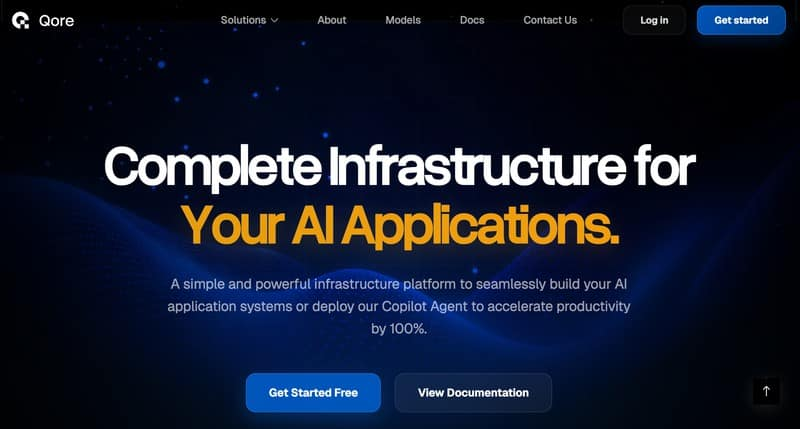 Qore
Solutions
About
Models
Docs
Contact Us
Log in
Get started
Complete Infrastructure for
Your AI Applications.
A simple and powerful infrastructure platform to seamlessly build your AI
application systems or deploy our Copilot Agent to accelerate productivity
by 100%.
Get Started Free
View Documentation